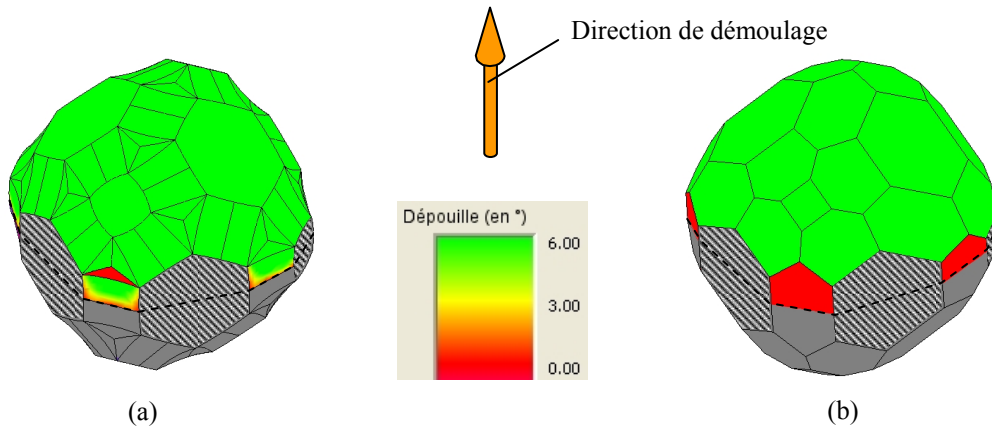 Direction de démoulage
Dépouille (en °)
6.00
3.00
0.00
(a)
(b)